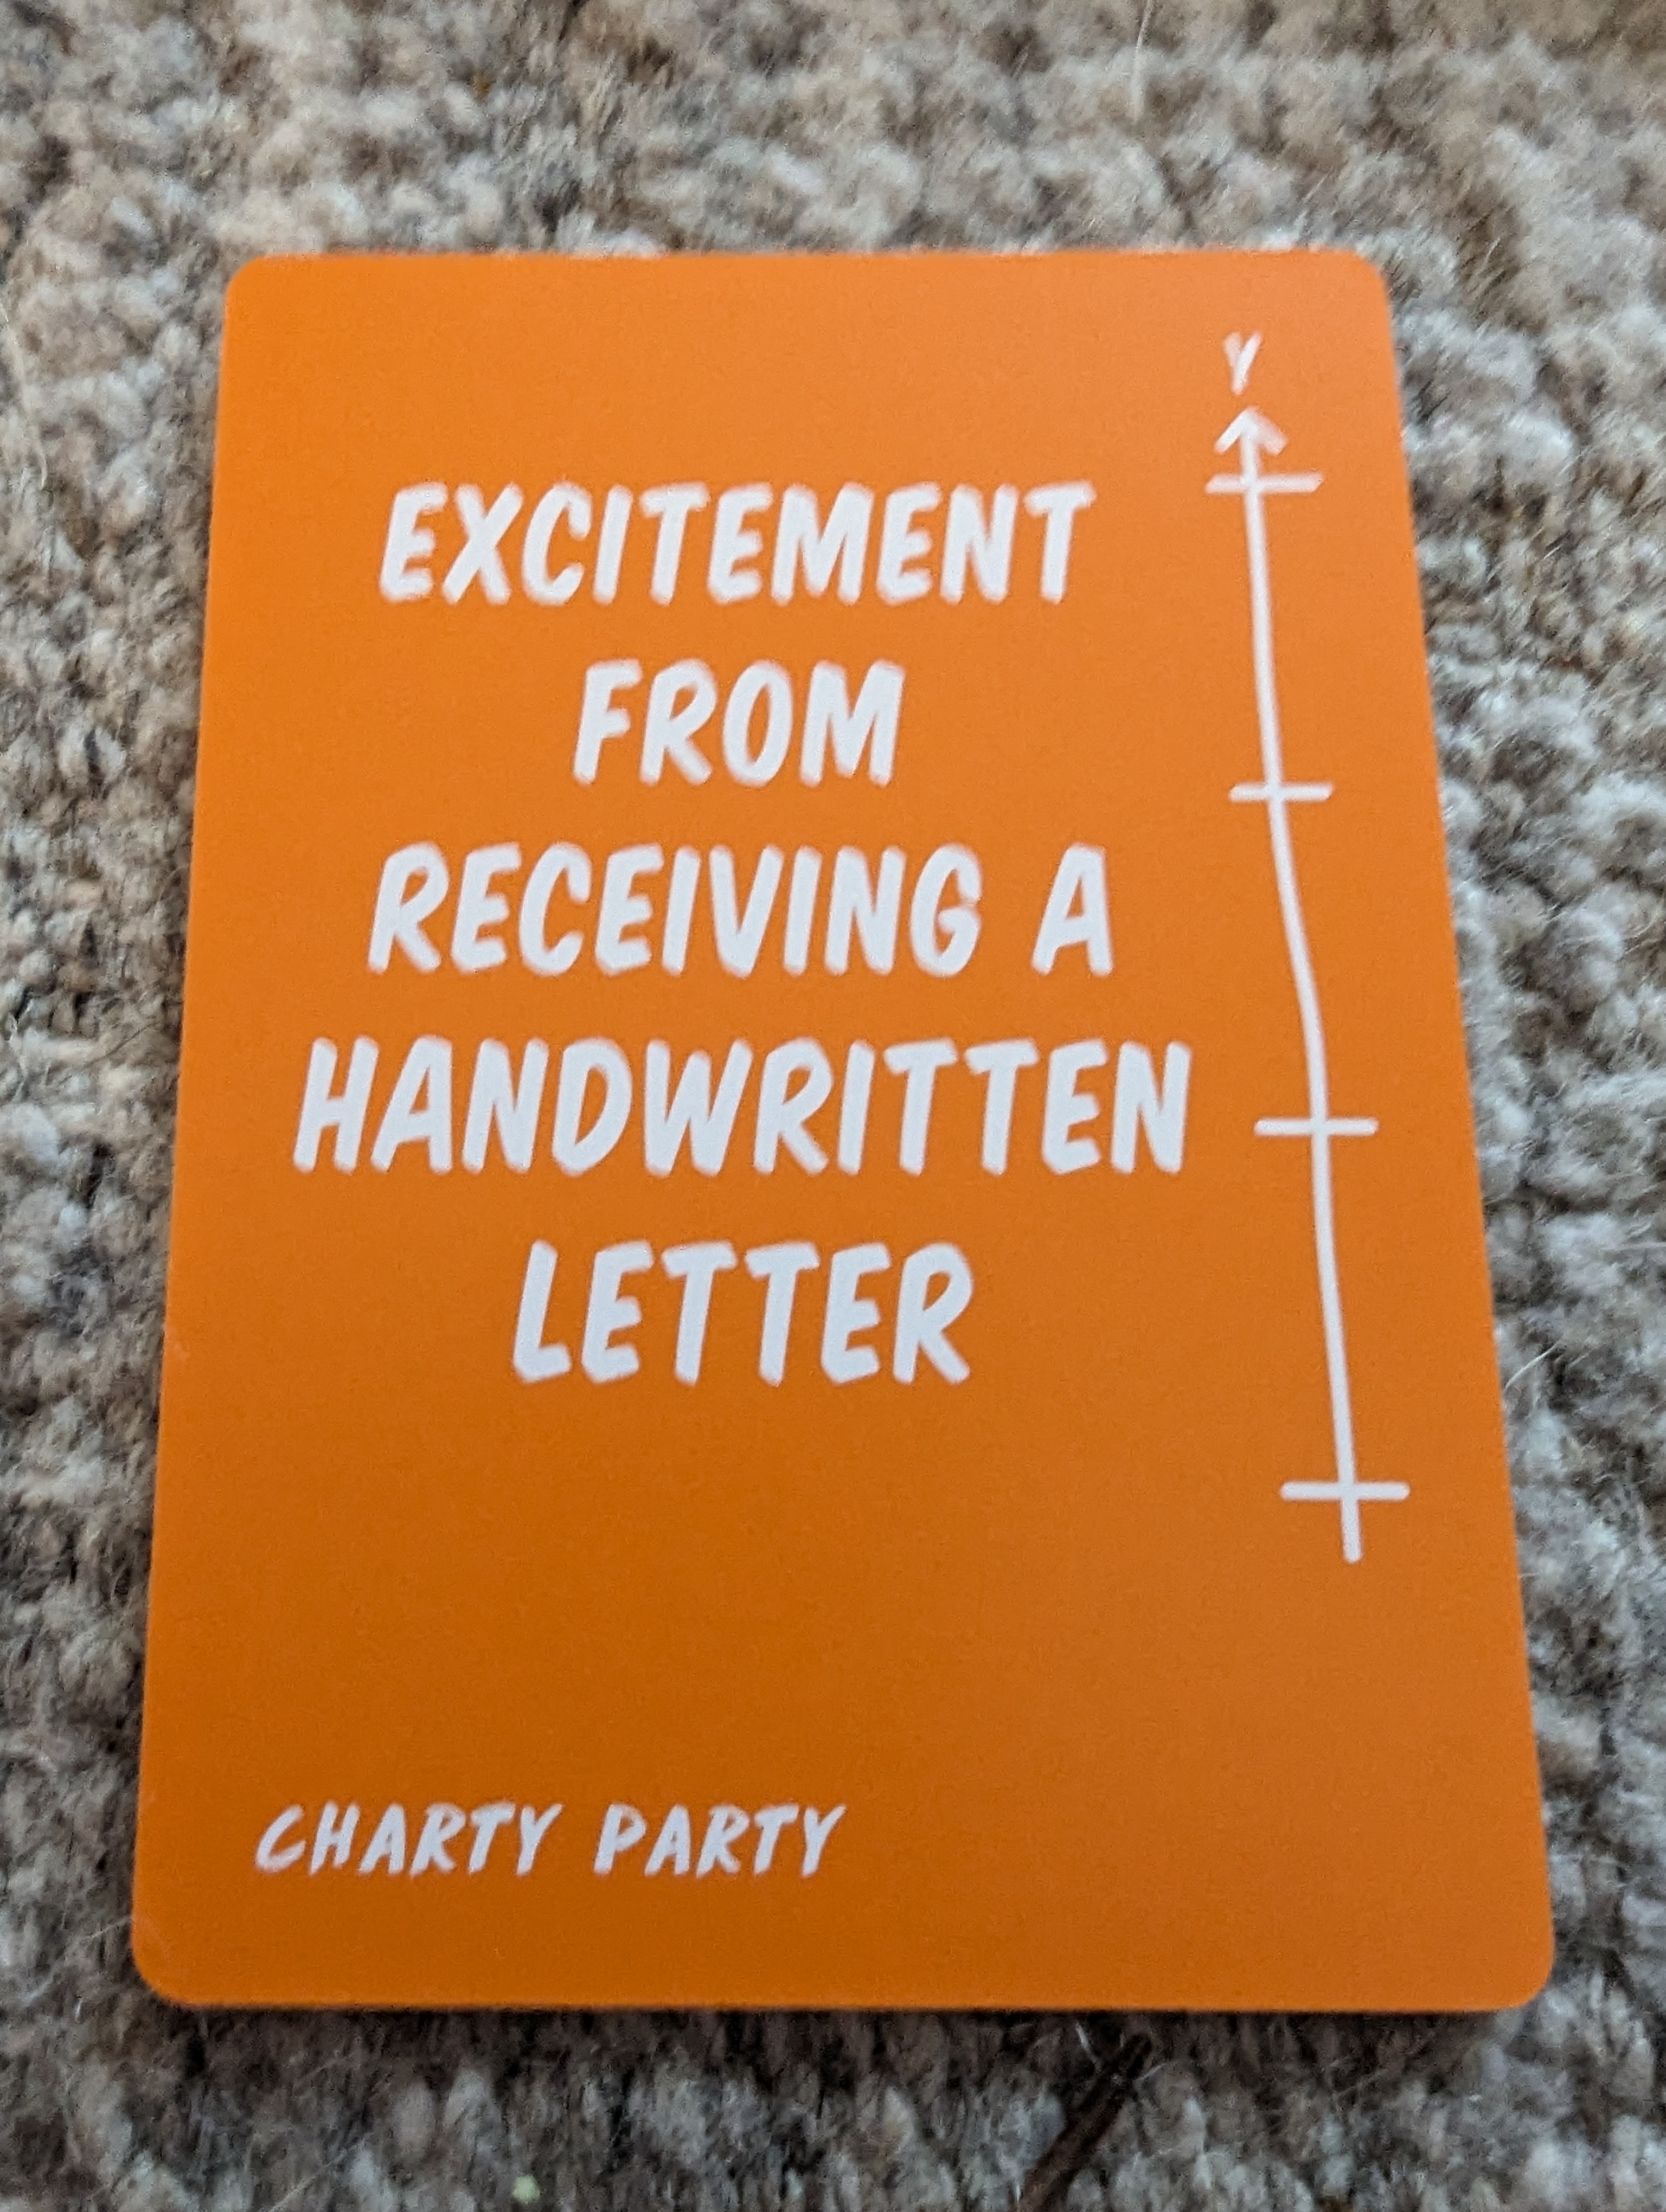 Y
EXCITEMENT
FROM
RECEIVING A
HANDWRITTEN
LETTER
CHARTY PARTY